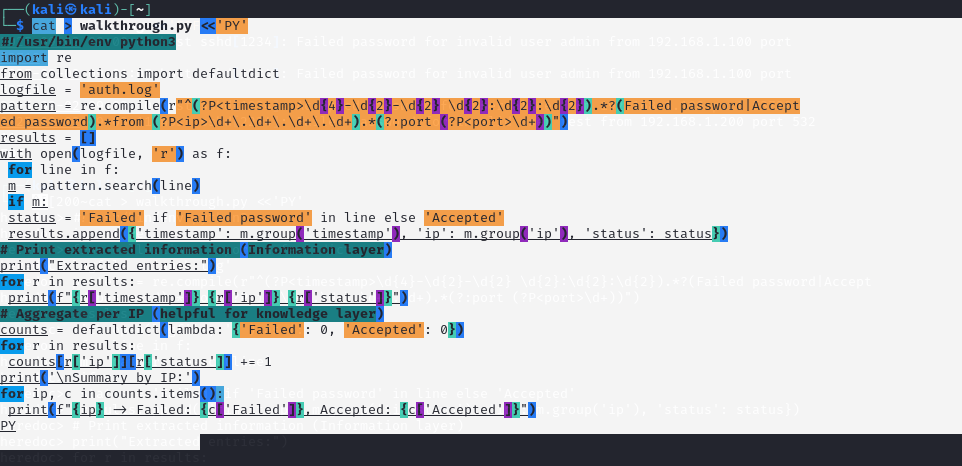 ┌──(kali㉿kali)-[~]
└─$ cat > walkthrough.py <<'PY'
#!/usr/bin/env python3
import re
from collections import defaultdict
logfile = 'auth.log'
pattern = re.compile(r"^(?P<timestamp>\d{4}-\d{2}-\d{2} \d{2}:\d{2}:\d{2}).*?(Failed password|Accept
ed password).*from (?P<ip>\d+\.\d+\.\d+\.\d+).*(?:port (?P<port>\d+))")
results = []
with open(logfile, 'r') as f:
 for line in f:
 m = pattern.search(line)
 if m:
 status = 'Failed' if 'Failed password' in line else 'Accepted'
 results.append({'timestamp': m.group('timestamp'), 'ip': m.group('ip'), 'status': status})
# Print extracted information (Information layer)
print("Extracted entries:")
for r in results:
 print(f"{r['timestamp']} {r['ip']} {r['status']}")
# Aggregate per IP (helpful for knowledge layer)
counts = defaultdict(lambda: {'Failed': 0, 'Accepted': 0})
for r in results:
 counts[r['ip']][r['status']] += 1
print('\nSummary by IP:')
for ip, c in counts.items():
 print(f"{ip} -> Failed: {c['Failed']}, Accepted: {c['Accepted']}")
PY
heredoc> print("Extracted entries:")
heredoc> for r in results: